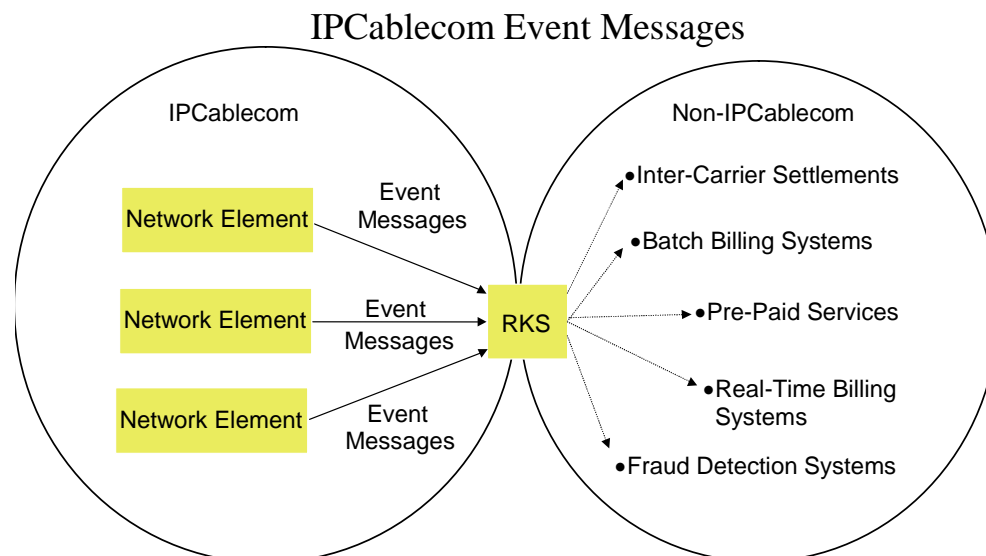 IPCablecom Event Messages
IPCablecom
Network Element
Event
Messages
Network Element
Event
Messages
Network Element
Event
Messages
RKS
Non-IPCablecom
•Inter-Carrier Settlements
•Batch Billing Systems
•Pre-Paid Services
•Real-Time Billing
Systems
•Fraud Detection Systems